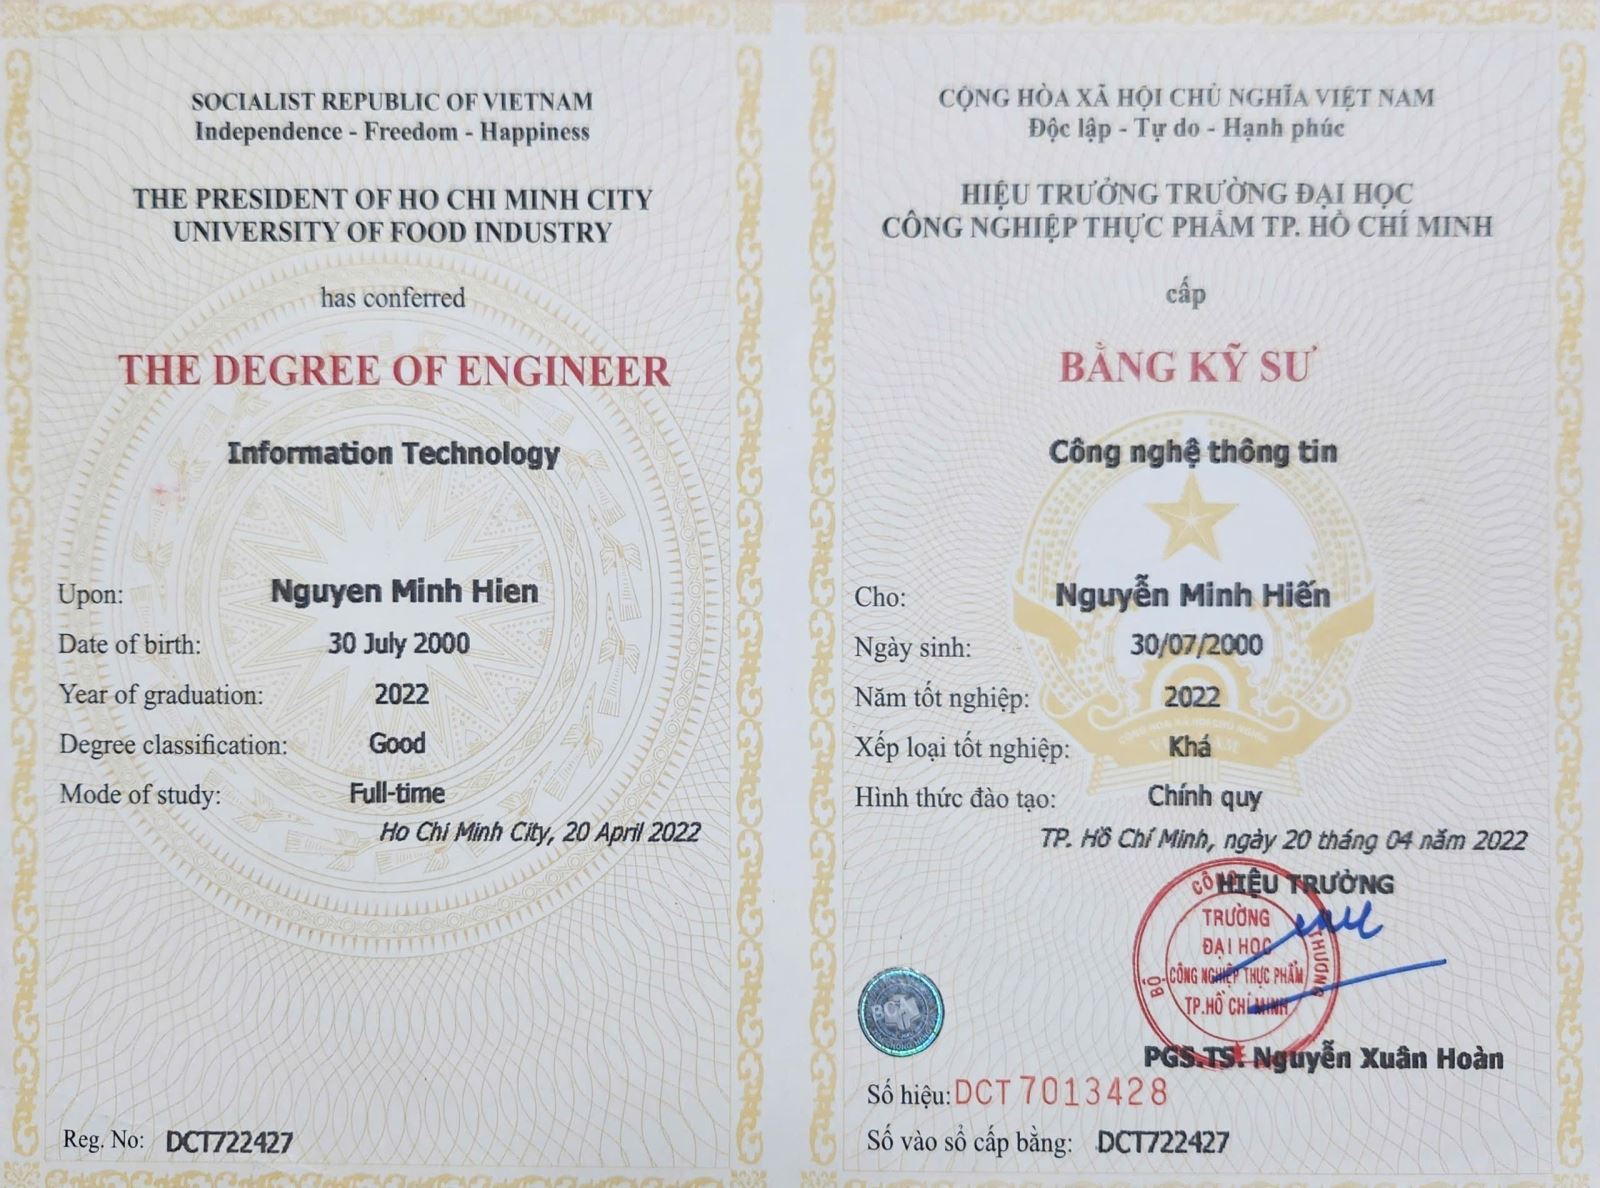 SOCIALIST REPUBLIC OF VIETNAM
Independence - Freedom - Happiness
THE PRESIDENT OF HO CHI MINH CITY
UNIVERSITY OF FOOD INDUSTRY
has conferred
THE DEGREE OF ENGINEER
Information Technology
Upon: Nguyen Minh Hien
Date of birth: 30 July 2000
Year of graduation: 2022
Degree classification: Good
Mode of study: Full-time
Ho Chi Minh City, 20 April 2022
Reg. No: DCT722427
CỘNG HÒA XÃ HỘI CHỦ NGHĨA VIỆT NAM
Độc lập - Tự do - Hạnh phúc
HIỆU TRƯỞNG TRƯỜNG ĐẠI HỌC
CÔNG NGHIỆP THỰC PHẨM TP. HỒ CHÍ MINH
cấp
BẰNG KỸ SƯ
Công nghệ thông tin
Cho: Nguyễn Minh Hiến
Ngày sinh: 30/07/2000
Năm tốt nghiệp: 2022
Xếp loại tốt nghiệp: Khá
Hình thức đào tạo: Chính quy
TP. Hồ Chí Minh, ngày 20 tháng 04 năm 2022
HIỆU TRƯỜNG
BỘ CÔNG THƯƠNG
TRƯỜNG
ĐẠI HỌC
CÔNG NGHIỆP THỰC PHẨM
TP.HỒ CHÍ MINH
PGS.TS. Nguyễn Xuân Hoàn
Số hiệu: DCT 7013428
Số vào sổ cấp bằng: DCT722427